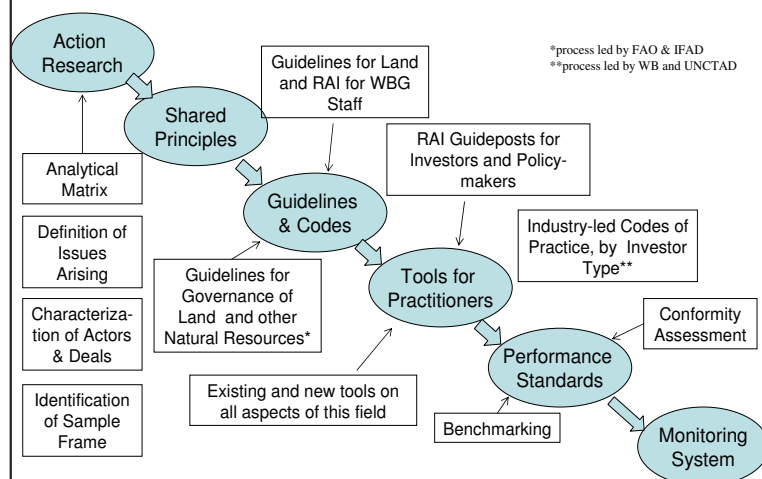 Action
Research
Guidelines for Land
and RAI for WBG
Staff
*process led by FAO & IFAD
**process led by WB and UNCTAD
Shared
Principles
RAI Guideposts for
Investors and Policy-
makers
Analytical
Matrix
Guidelines
& Codes
Industry-led Codes of
Practice, by Investor
Type**
Definition of
Issues
Arising
Guidelines for
Governance of
Land and other
Natural Resources*
Tools for
Practitioners
Characteriza-
tion of Actors
& Deals
Conformity
Assessment
Performance
Standards
Existing and new tools on
all aspects of this field
Identification
of Sample
Frame
Benchmarking
Monitoring
System